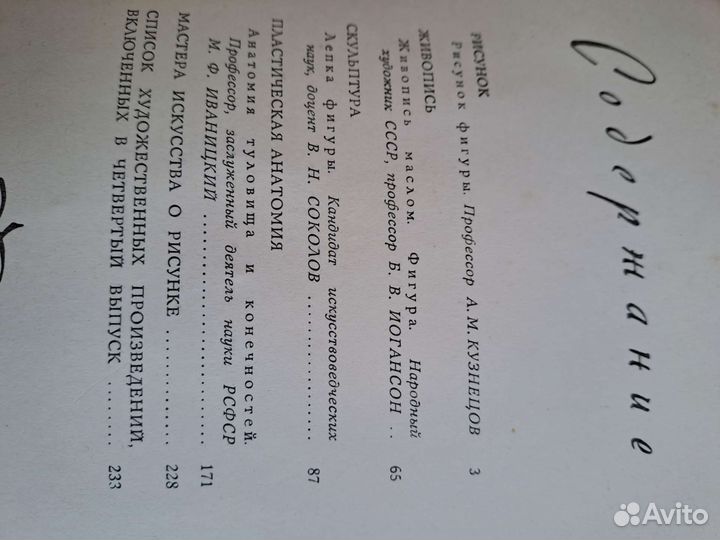 Содержание
РИСУНОК
Рисунок фигуры. Профессор А. М. КУЗНЕЦОВ 3
ЖИВОПИСЬ
Живопись маслом. Фигура. Народный
художник СССР, профессор Б. В. ИОГАНСОН .. 65
СКУЛЬПТУРА
Лепка фигуры. Кандидат искусствоведческих
наук, доцент В. Н. СОКОЛОВ ............. 87
ПЛАСТИЧЕСКАЯ АНАТОМИЯ
Анатомия туловища и конечностей.
Профессор, заслуженный деятель науки РСФСР
М. Ф. ИВАНИЦКИЙ ...................... 171
МАСТЕРА ИСКУССТВА О РИСУНКЕ .............. 228
СПИСОК ХУДОЖЕСТВЕННЫХ ПРОИЗВЕДЕНИЙ,
ВКЛЮЧЕННЫХ В ЧЕТВЕРТЫЙ ВЫПУСК ........ 233
Avito